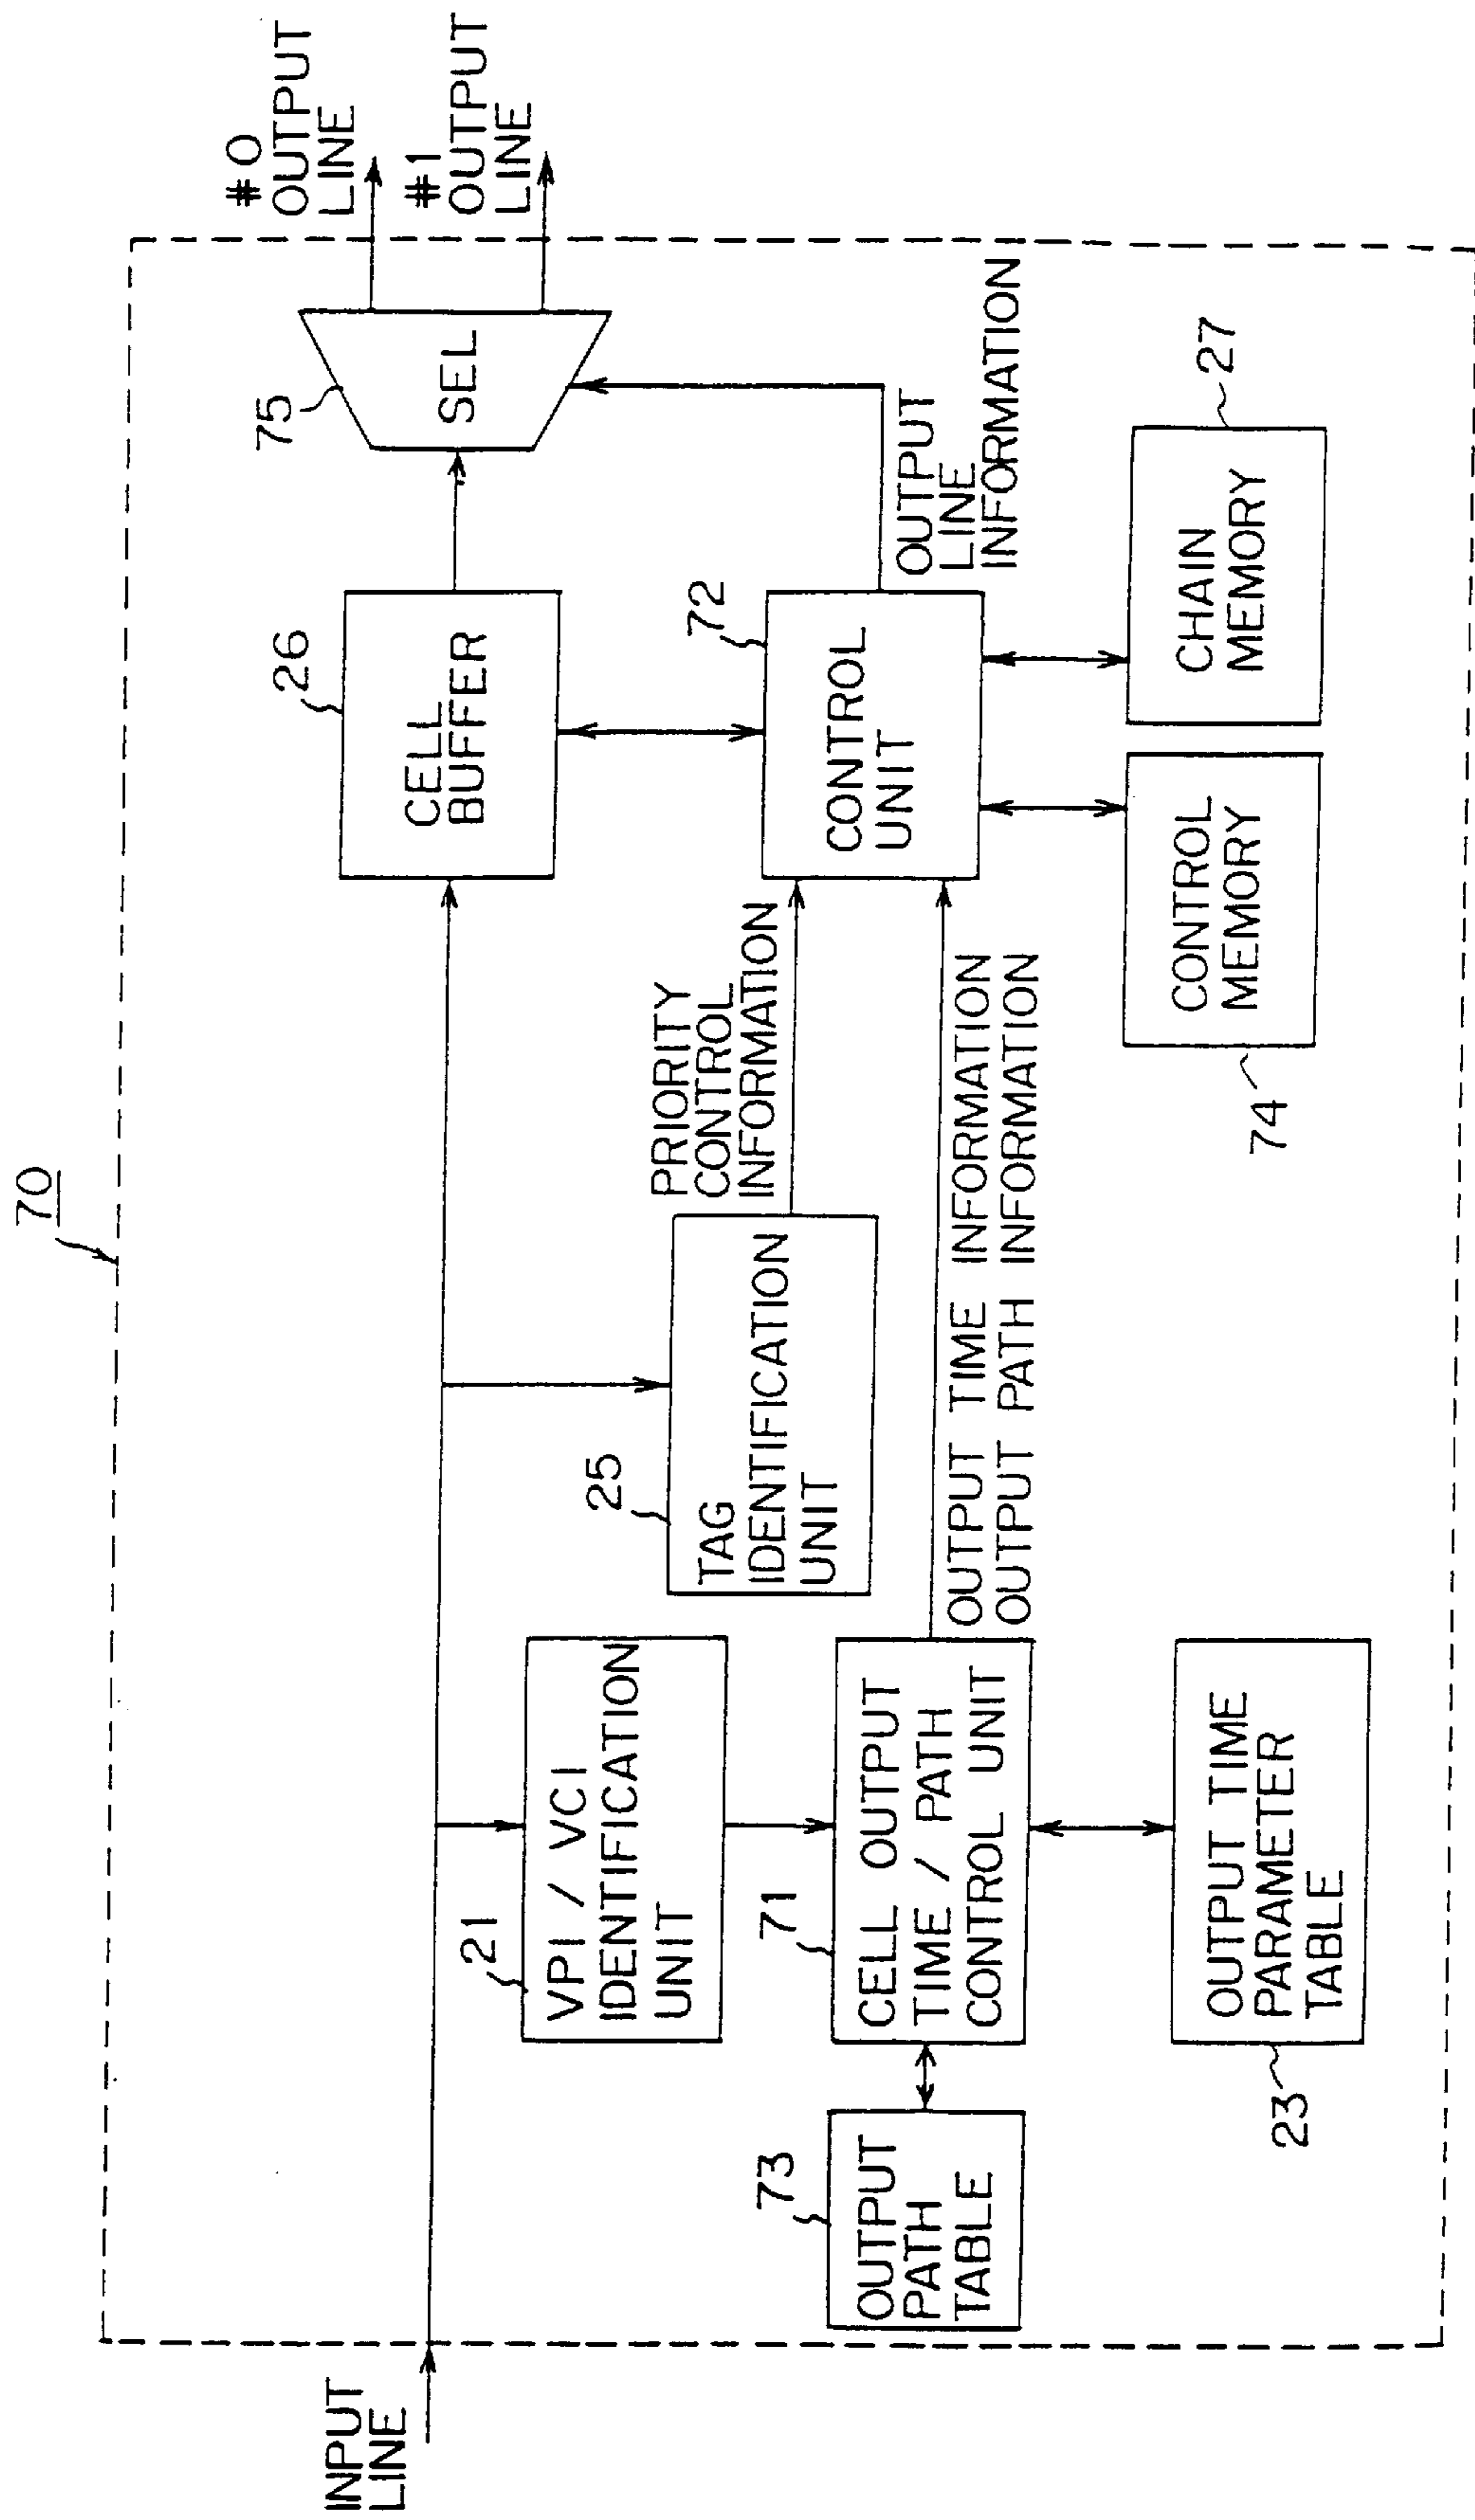 70
INPUT
LINE
21
VPI / VCI
IDENTIFICATION
UNIT
25
TAG
IDENTIFICATION
UNIT
PRIORITY
CONTROL
INFORMATION
26
CELL
BUFFER
75
SEL
#0
OUTPUT
LINE
#1
OUTPUT
LINE
73
OUTPUT
PATH
TABLE
71
CELL OUTPUT
TIME / PATH
CONTROL UNIT
OUTPUT TIME INFORMATION
OUTPUT PATH INFORMATION
72
CONTROL
UNIT
OUTPUT
LINE
INFORMATION
23
OUTPUT TIME
PARAMETER
TABLE
74
CONTROL
MEMORY
CHAIN
MEMORY
27